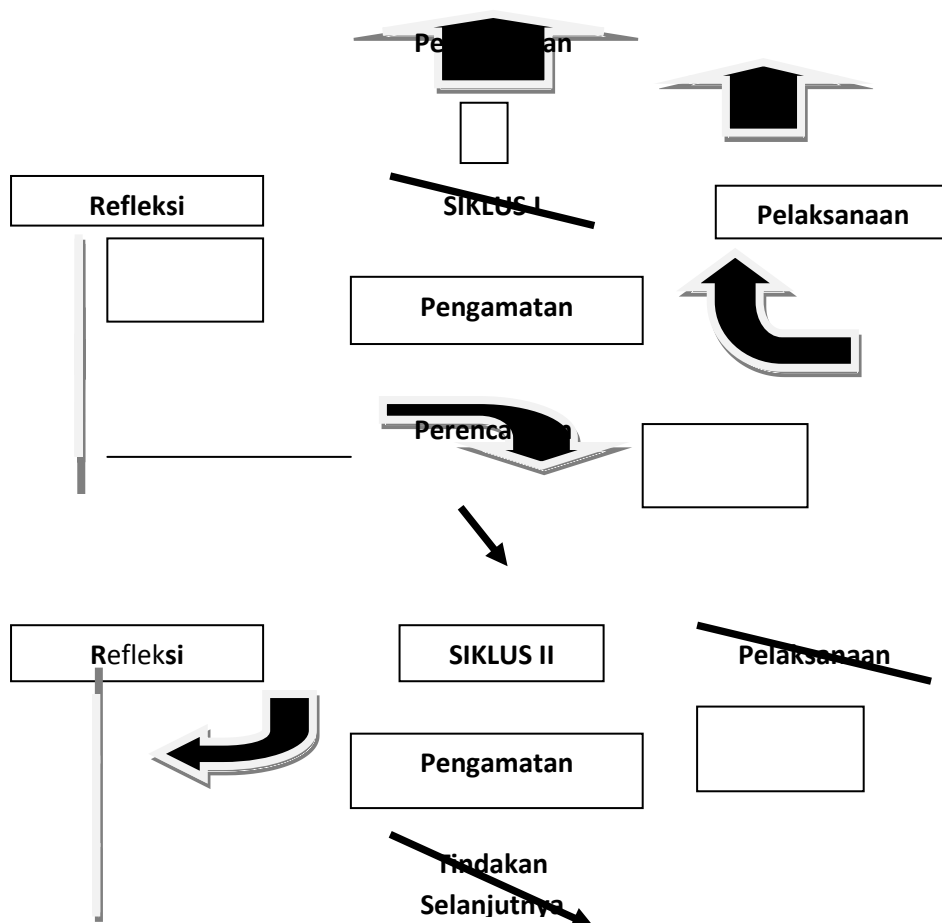 Refleksi
SIKLUS I
Pelaksanaan
Pengamatan
Refleksi
SIKLUS II
Pelaksanaan
Pengamatan
Tindakan
Selanjutnya